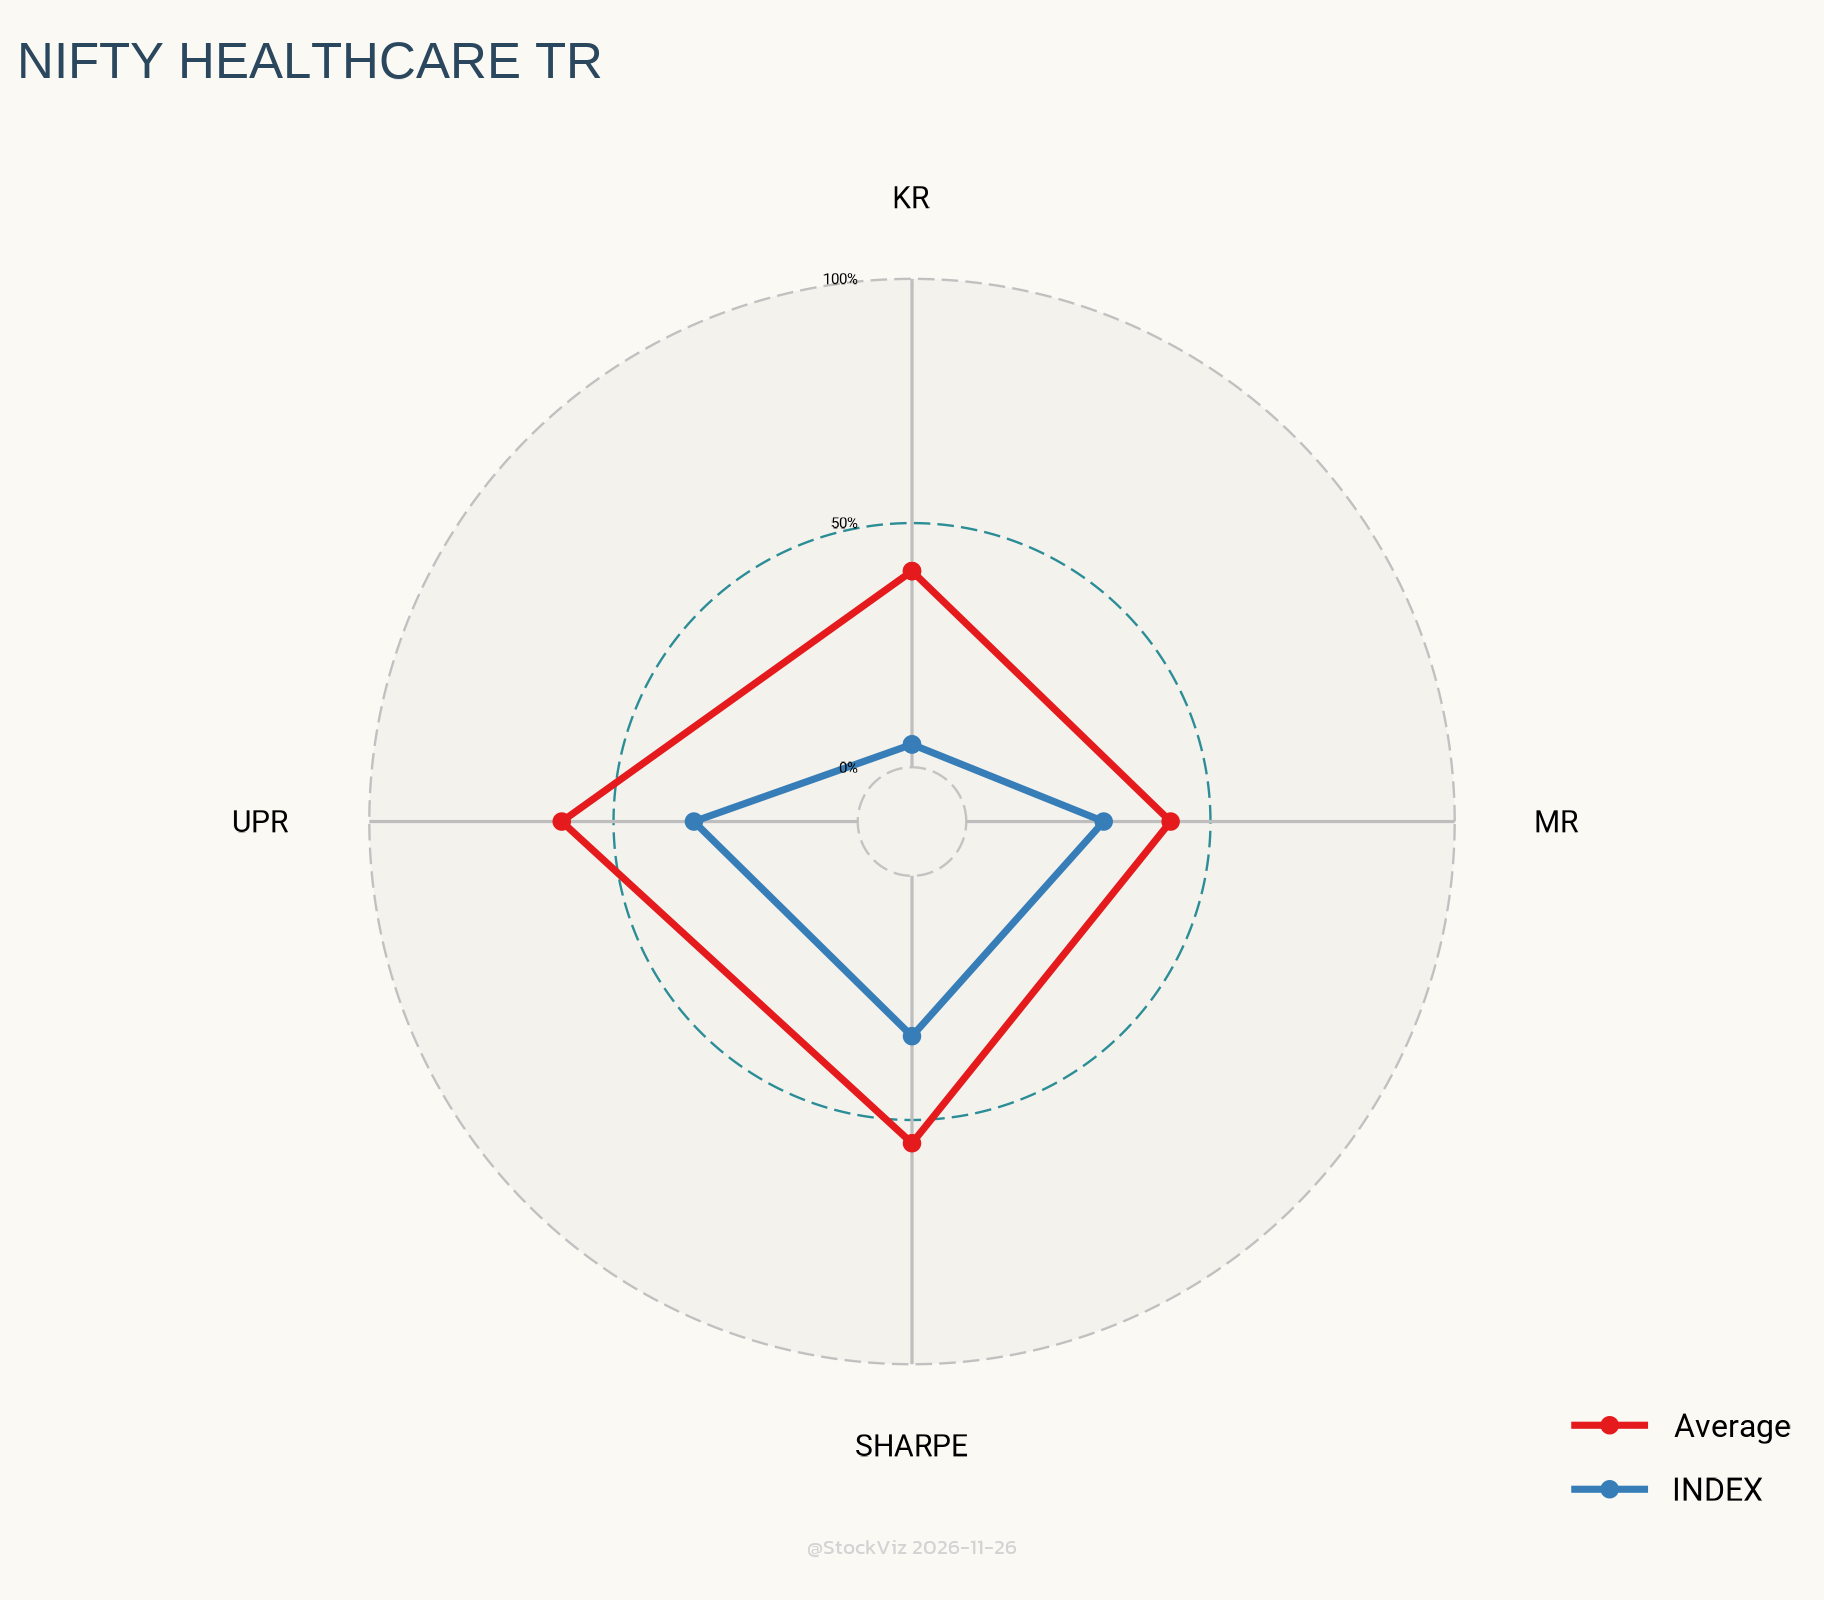 NIFTY HEALTHCARE TR
KR
100%
50%
0%
UPR
MR
SHARPE
Average
INDEX
@StockViz 2026-11-26